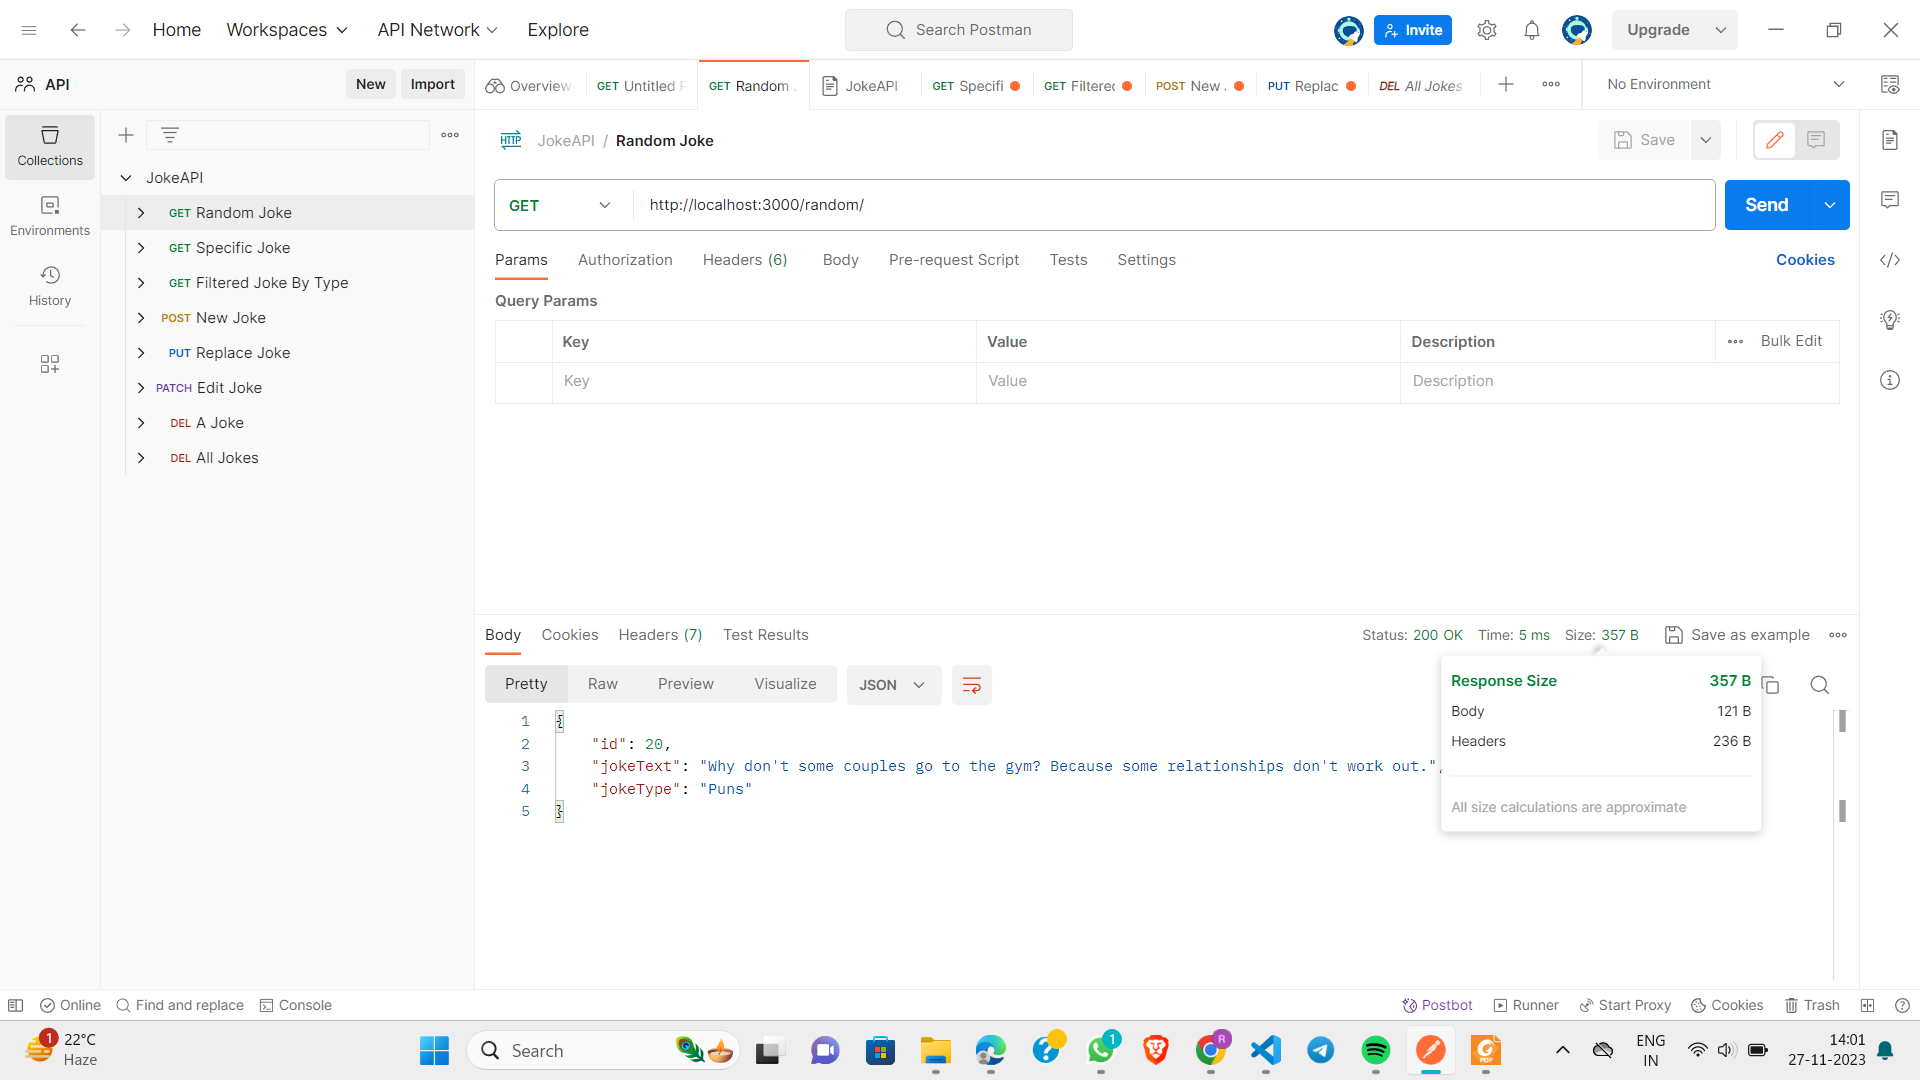 Home Workspaces API Network Explore Search Postman Invite Upgrade
API New Import Overview GET Untitled GET Random JokeAPI GET Specifi GET Filtered POST New PUT Replac DEL All Jokes No Environment
Collections
Environments
History
JokeAPI
GET Random Joke
GET Specific Joke
GET Filtered Joke By Type
POST New Joke
PUT Replace Joke
PATCH Edit Joke
DEL A Joke
DEL All Jokes
HTTP JokeAPI / Random Joke Save
GET http://localhost:3000/random/ Send
Params Authorization Headers (6) Body Pre-request Script Tests Settings Cookies
Query Params
Key Value Description Bulk Edit
Key Value Description
Body Cookies Headers (7) Test Results Status: 200 OK Time: 5 ms Size: 357 B Save as example
Pretty Raw Preview Visualize JSON
1 {
2 "id": 20,
3 "jokeText": "Why don't some couples go to the gym? Because some relationships don't work out.",
4 "jokeType": "Puns"
5 }
Response Size 357 B
Body 121 B
Headers 236 B
All size calculations are approximate
Online Find and replace Console Postbot Runner Start Proxy Cookies Trash
1 22°C
Haze
Search
1
R
PDF
ENG
IN
14:01
27-11-2023